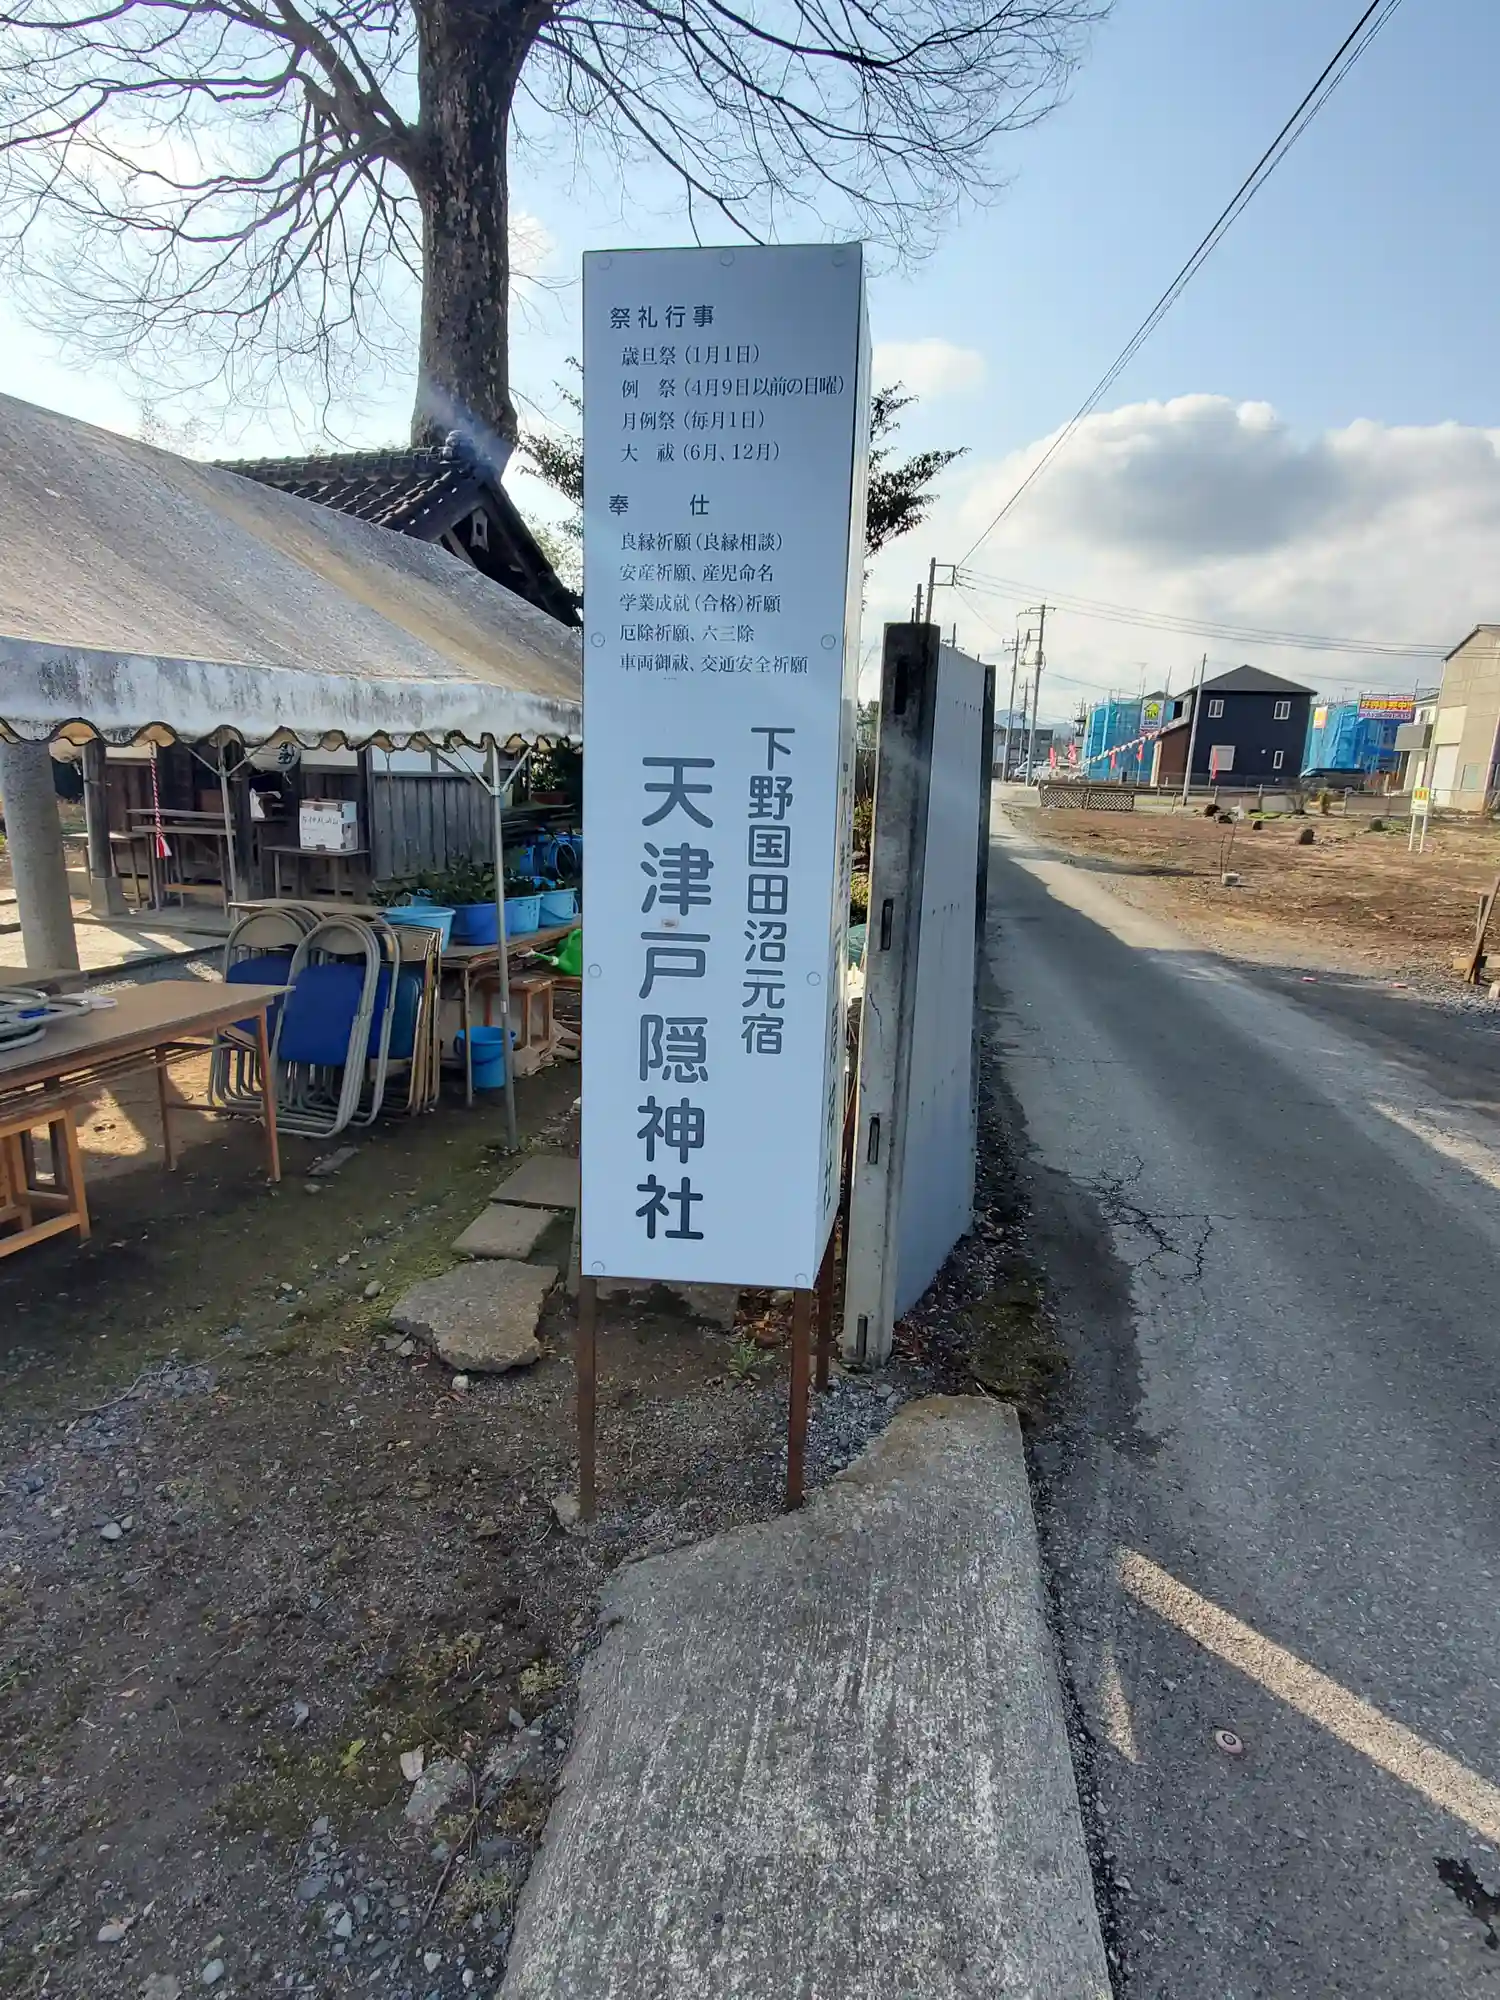 祭礼行事
歳旦祭(1月1日)
例　祭(4月9日以前の日曜)
月例祭(毎月1日)
大　祓(6月、12月)
奉　仕
良縁祈願(良縁相談)
安産祈願、産児命名
学業成就(合格)祈願
厄除祈願、六三除
車両御祓、交通安全祈願
下野国田沼元宿
天津戸隠神社